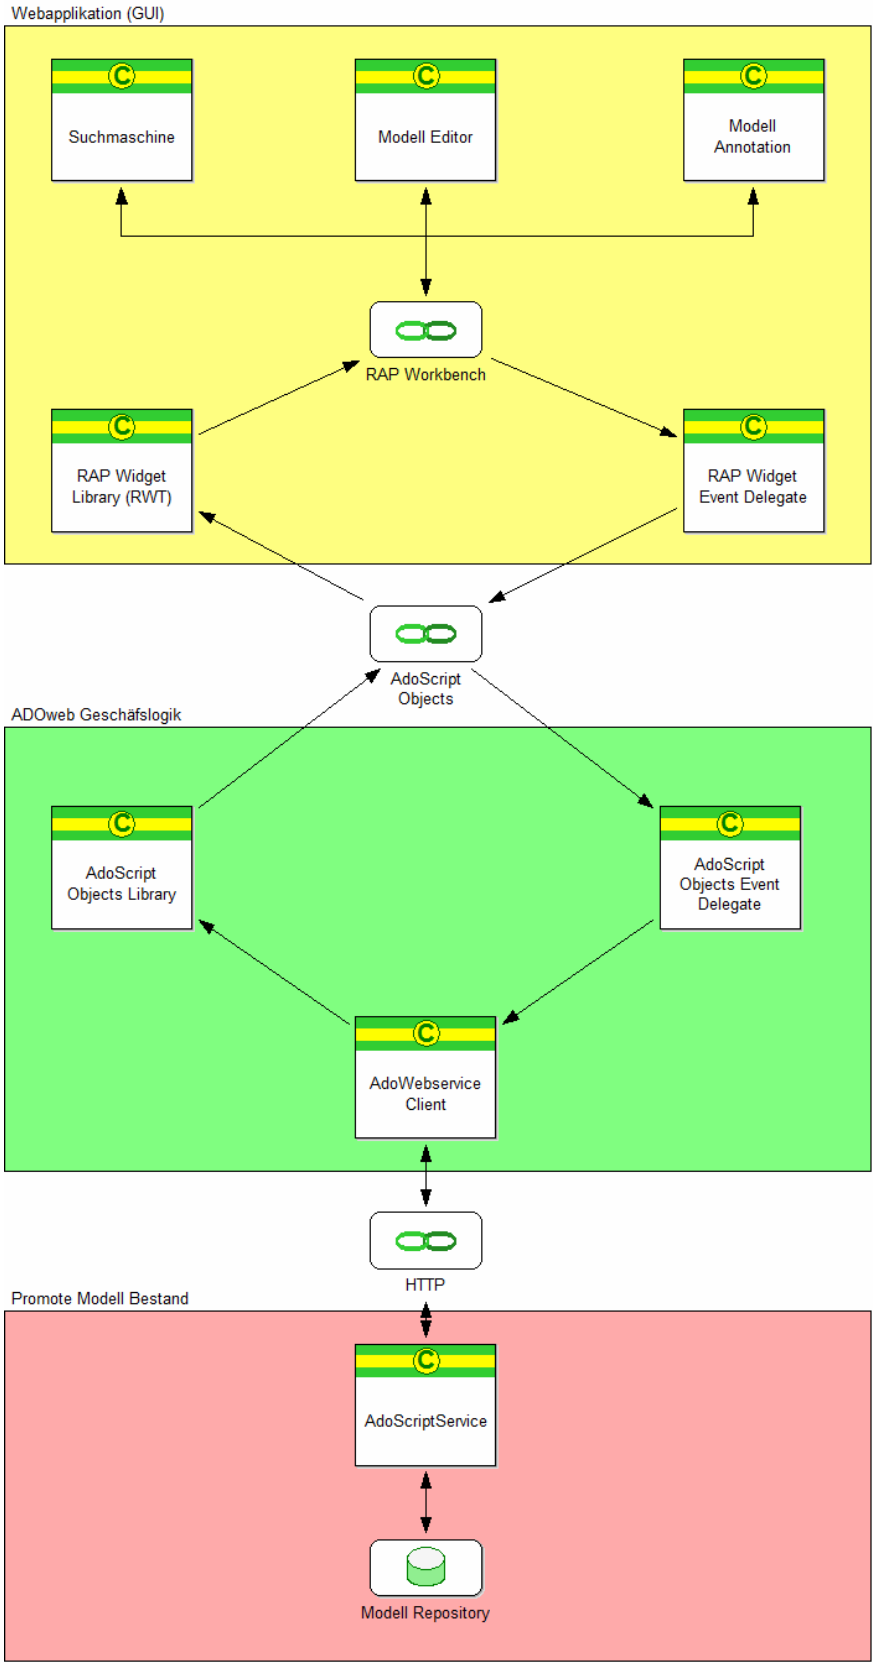 Webapplikation (GUI)
C
C
C
Suchmaschine
Modell Editor
Modell
Annotation
RAP Workbench
C
C
RAP Widget
Library (RWT)
RAP Widget
Event Delegate
AdoScript
Objects
ADOweb Geschäfslogik
C
C
AdoScript
Objects Library
AdoScript
Objects Event
Delegate
C
AdoWebservice
Client
HTTP
Promote Modell Bestand
C
AdoScriptService
Modell Repository